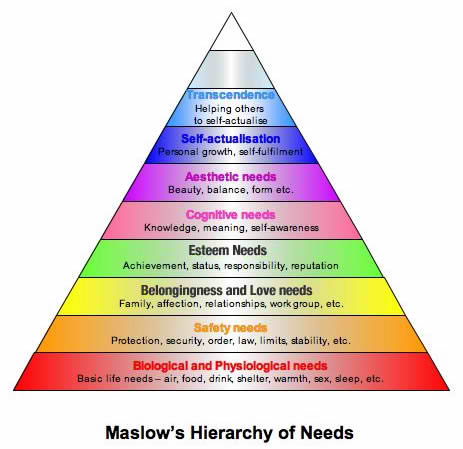 Transcendence
Helping others
to self-actualise
Self-actualisation
Personal growth, self-fulfilment
Aesthetic needs
Beauty, balance, form etc.
Cognitive needs
Knowledge, meaning, self-awareness
Esteem Needs
Achievement, status, responsibility, reputation
Belongingness and Love needs
Family, affection, relationships, work group, etc.
Safety needs
Protection, security, order, law, limits, stability, etc.
Biological and Physiological needs
Basic life needs – air, food, drink, shelter, warmth, sex, sleep, etc.
Maslow’s Hierarchy of Needs